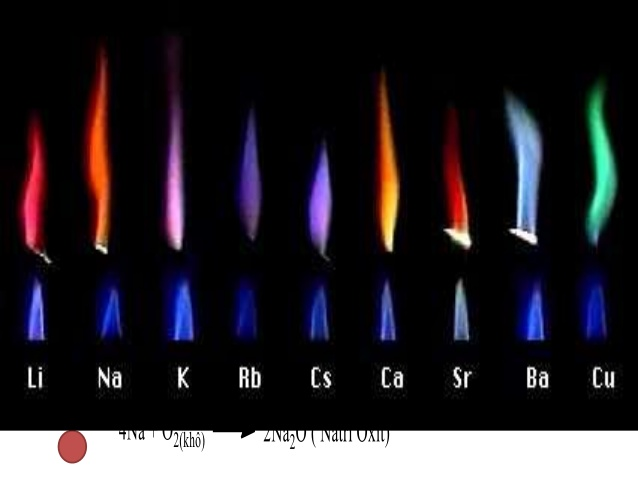 Li Na K Rb Cs Ca Sr Ba Cu
4Na + O2(khô) → 2Na2O ( Natri Oxit)